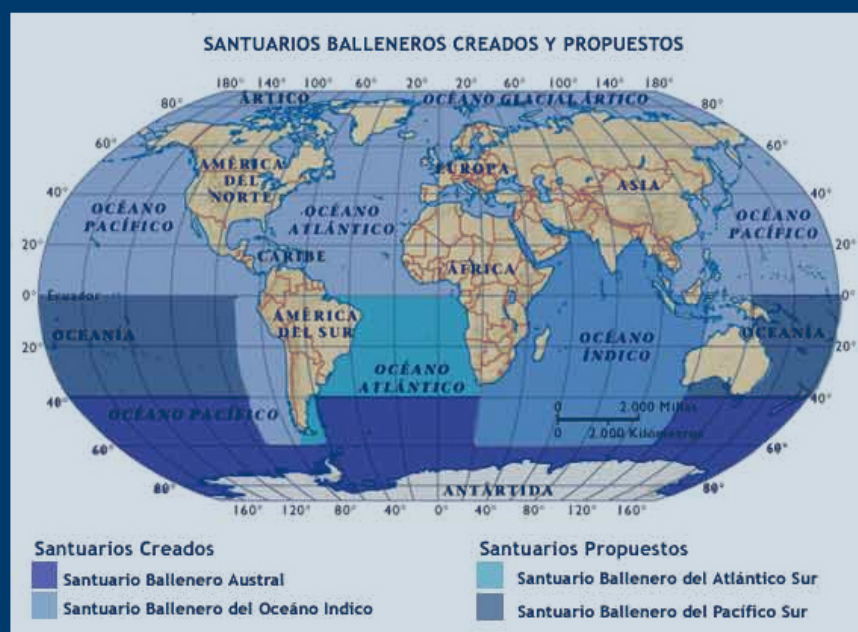 SANTUARIOS BALLENEROS CREADOS Y PROPUESTOS
180° 140° 100° 60° 20° 20° 60° 100° 140° 180°
80° ÁRTICO OCÉANO GLACIAL ÁRTICO 80°
60° 60°
AMÉRICA
DEL
NORTE
EUROPA
ASIA
40° 40°
OCÉANO
PACÍFICO
OCÉANO
ATLÁNTICO
OCÉANO
PACÍFICO
20° 20°
CARIBE
ÁFRICA
0° Ecuador 0°
OCEANÍA
AMÉRICA
DEL SUR
OCÉANO
ÍNDICO
OCEANÍA
20° 20°
OCÉANO
ATLÁNTICO
40° 40°
OCÉANO PACÍFICO
0 2.000 Millas
0 2.000 Kilómetros
60° 60°
80° ANTÁRTIDA 80°
160° 120° 80° 40° 0° 40° 80° 120° 160°
Santuarios Creados
Santuario Ballenero Austral
Santuario Ballenero del Oceáno Indico
Santuarios Propuestos
Santuario Ballenero del Atlántico Sur
Santuario Ballenero del Pacífico Sur